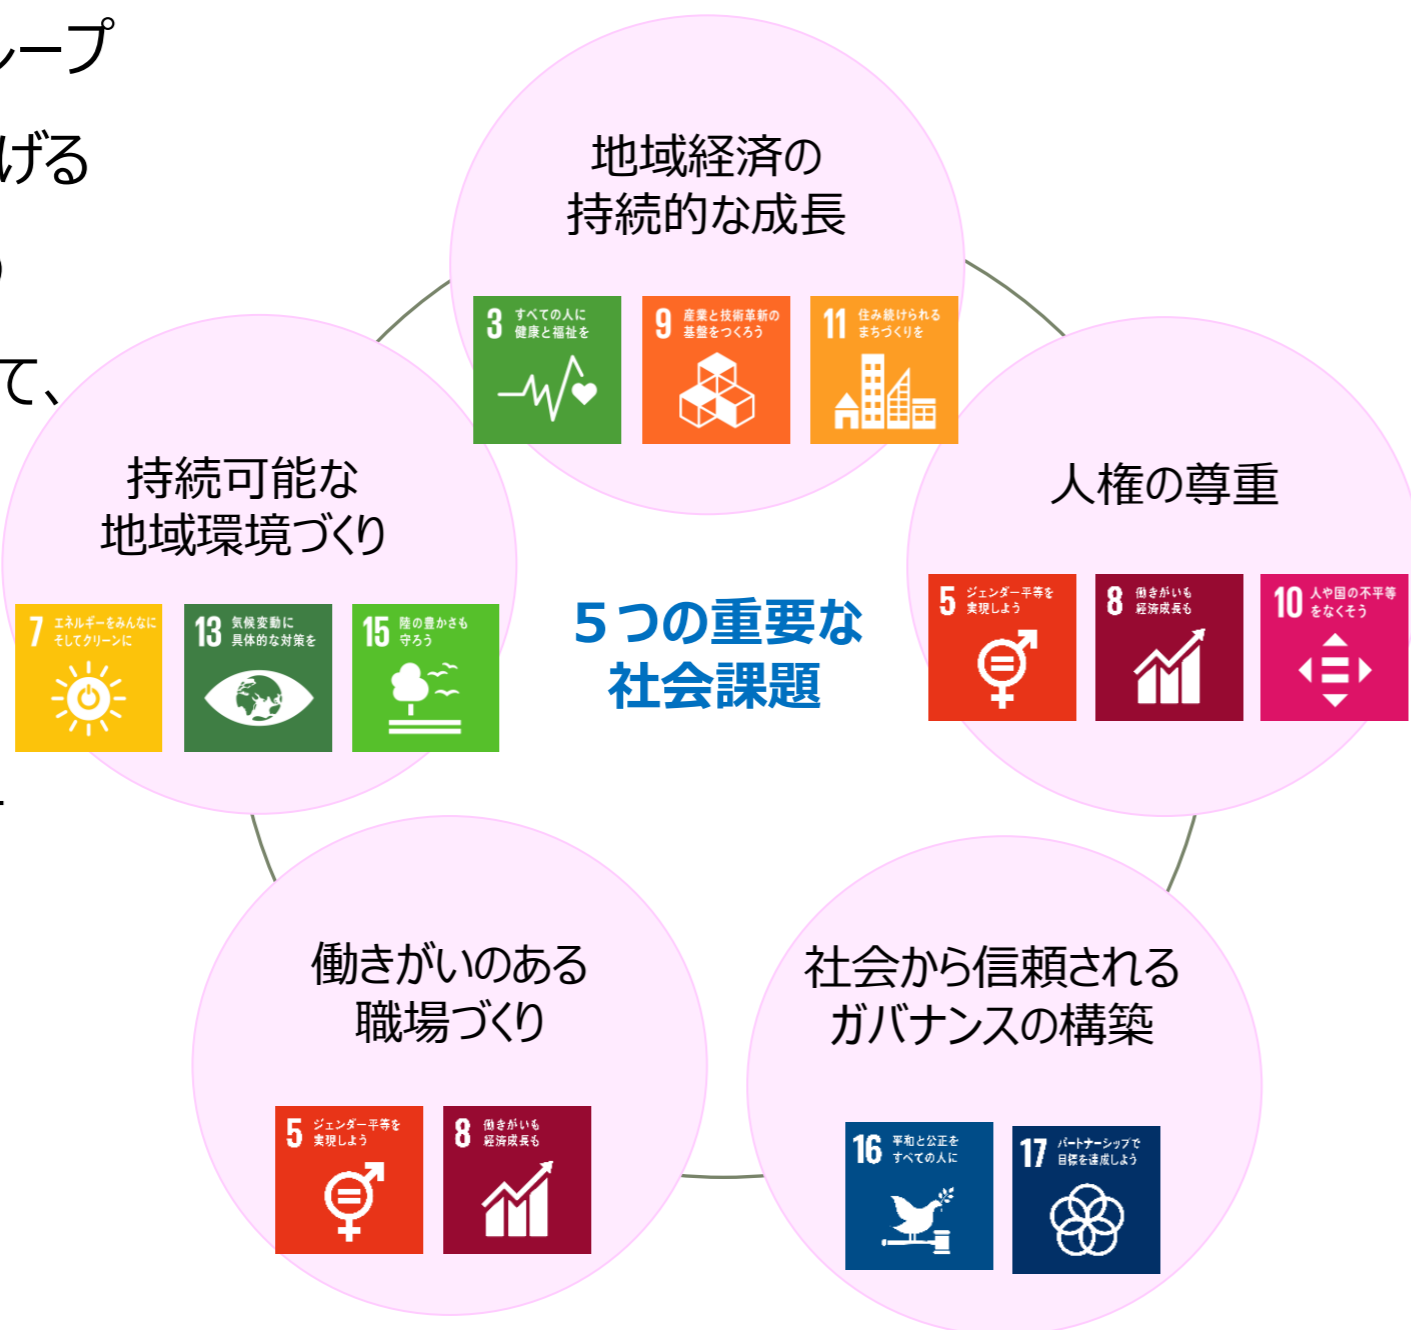 ループ
げる
の
て、
地域経済の
持続的な成長
3 すべての人に
健康と福祉を
9 産業と技術革新の
基盤をつくろう
11 住み続けられる
まちづくりを
持続可能な
地域環境づくり
7 エネルギーをみんなに
そしてクリーンに
13 気候変動に
具体的な対策を
15 陸の豊かさも
守ろう
5つの重要な
社会課題
人権の尊重
5 ジェンダー平等を
実現しよう
8 働きがいも
経済成長も
10 人や国の不平等
をなくそう
働きがいのある
職場づくり
5 ジェンダー平等を
実現しよう
8 働きがいも
経済成長も
社会から信頼される
ガバナンスの構築
16 平和と公正を
すべての人に
17 パートナーシップで
目標を達成しよう